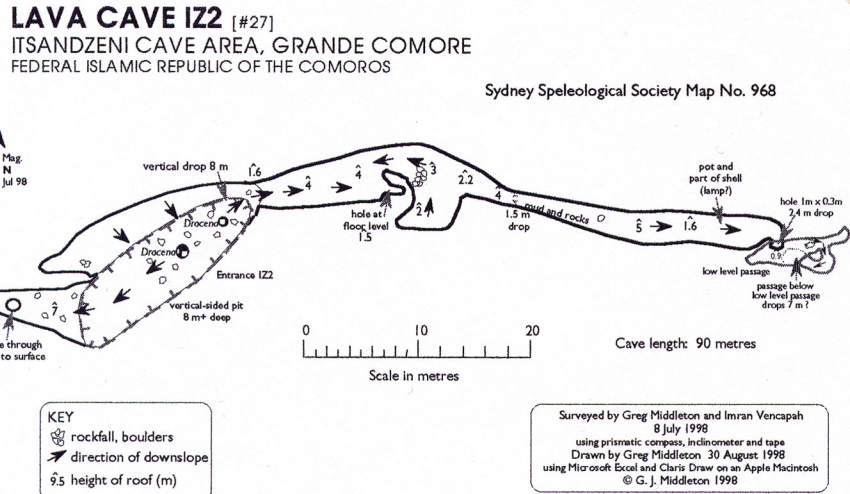 LAVA CAVE IZ2 [#27]
ITSANDZENI CAVE AREA, GRANDE COMORE
FEDERAL ISLAMIC REPUBLIC OF THE COMOROS
Sydney Speleological Society Map No. 968
Mag.
N
Jul 98
vertical drop 8 m
1.6
4
4
3
2.2
4
2
hole at
floor level
1.5
1.5 m
drop
mud and rocks
5
1.6
pot and
part of shell
(lamp?)
hole 1m x 0.3m
2.4 m drop
0.9
low level passage
passage below
low level passage
drops 7 m ?
Draceno
Draceno
Entrance IZ2
vertical-sided pit
8 m+ deep
7
e through
to surface
0 10 20
Scale in metres
Cave length: 90 metres
KEY
rockfall, boulders
direction of downslope
9.5 height of roof (m)
Surveyed by Greg Middleton and Imran Vencapah
8 July 1998
using prismatic compass, inclinometer and tape
Drawn by Greg Middleton 30 August 1998
using Microsoft Excel and Claris Draw on an Apple Macintosh
© G. J. Middleton 1998